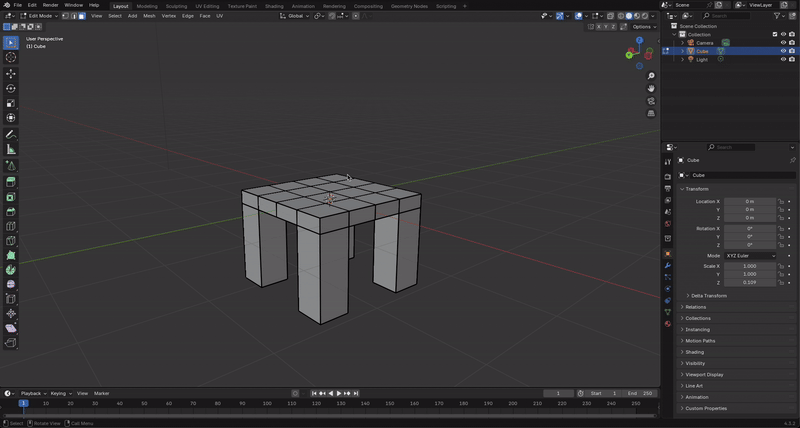 File Edit Render Window Help Layout Modeling Sculpting UV Editing Texture Paint Shading Animation Rendering Compositing Geometry Nodes Scripting + Scene ViewLayer
Edit Mode View Select Add Mesh Vertex Edge Face UV Global Search
X Y Z Options
User Perspective
(1) Cube
Scene Collection
Collection
Camera
Cube
Light
Search
Cube
Cube
Transform
Location X 0 m
Y 0 m
Z 0 m
Rotation X 0°
Y 0°
Z 0°
Mode XYZ Euler
Scale X 1.000
Y 1.000
Z 0.109
Delta Transform
Relations
Collections
Instancing
Motion Paths
Shading
Visibility
Viewport Display
Line Art
Animation
Custom Properties
Playback Keying View Marker 1 Start 1 End 250
1 10 20 30 40 50 60 70 80 90 100 110 120 130 140 150 160 170 180 190 200 210 220 230 240 250
Select Rotate View Call Menu 4.3.2